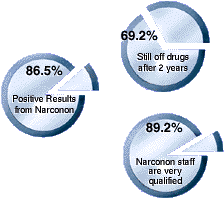 69.2%
Still off drugs
after 2 years
86.5%
Positive Results
from Narconon
89.2%
Narconon staff
are very
qualified